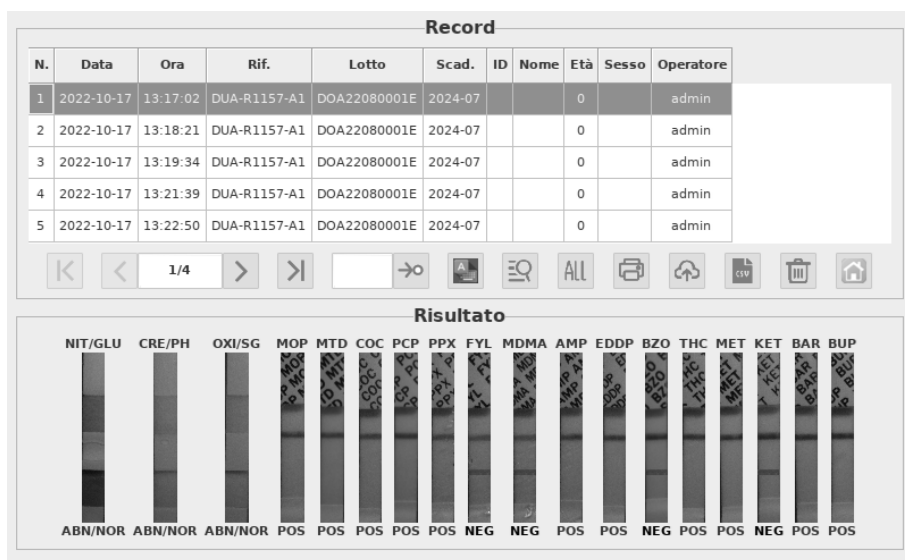 Record
N. Data Ora Rif. Lotto Scad. ID Nome Età Sesso Operatore
1 2022-10-17 13:17:02 DUA-R1157-A1 DOA22080001E 2024-07 0 admin
2 2022-10-17 13:18:21 DUA-R1157-A1 DOA22080001E 2024-07 0 admin
3 2022-10-17 13:19:34 DUA-R1157-A1 DOA22080001E 2024-07 0 admin
4 2022-10-17 13:21:39 DUA-R1157-A1 DOA22080001E 2024-07 0 admin
5 2022-10-17 13:22:50 DUA-R1157-A1 DOA22080001E 2024-07 0 admin
1/4 ALL CSV
Risultato
NIT/GLU CRE/PH OXI/SG MOP MTD COC PCP PPX FYL MDMA AMP EDDP BZO THC MET KET BAR BUP
ABN/NOR ABN/NOR ABN/NOR POS POS POS POS POS NEG NEG POS POS NEG POS POS NEG POS POS